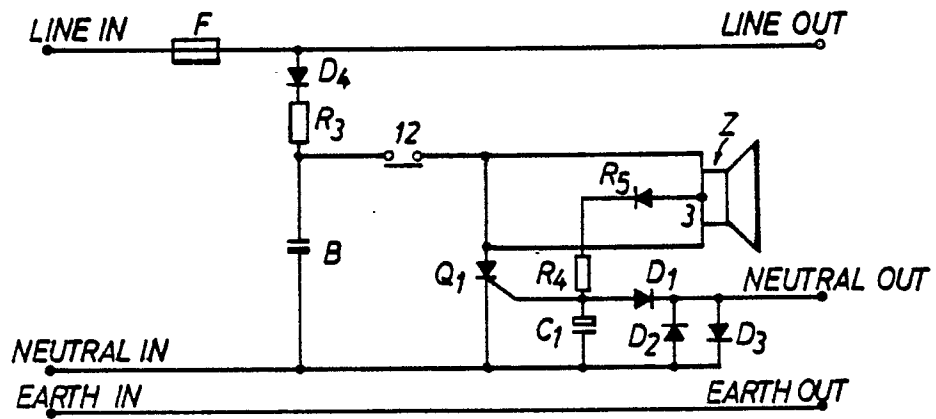 LINE IN
F
LINE OUT
D4
R3
12
Z
R5
3
B
Q1
R4
D1
NEUTRAL OUT
C1
D2
D3
NEUTRAL IN
EARTH IN
EARTH OUT